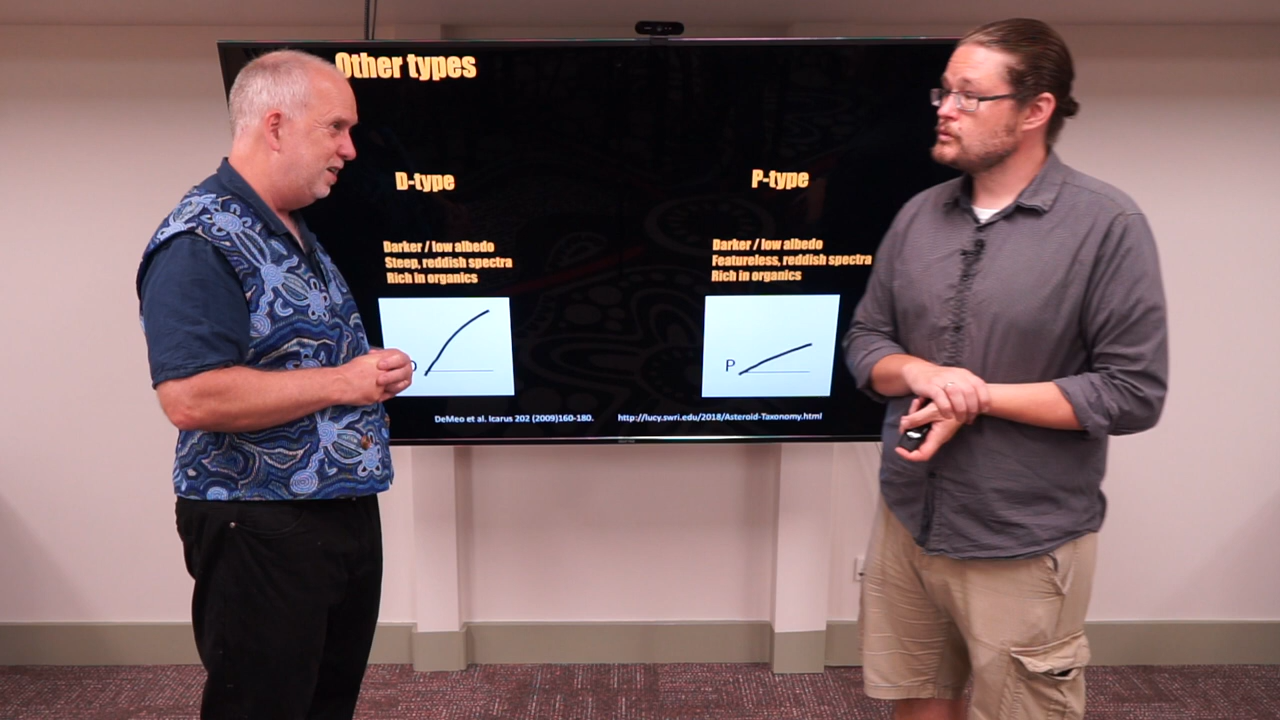 Other types
D-type
P-type
Darker / low albedo
Steep, reddish spectra
Rich in organics
Darker / low albedo
Featureless, reddish spectra
Rich in organics
P
DeMeo et al. Icarus 202 (2009)160-180.
http://lucy.swri.edu/2018/Asteroid-Taxonomy.html